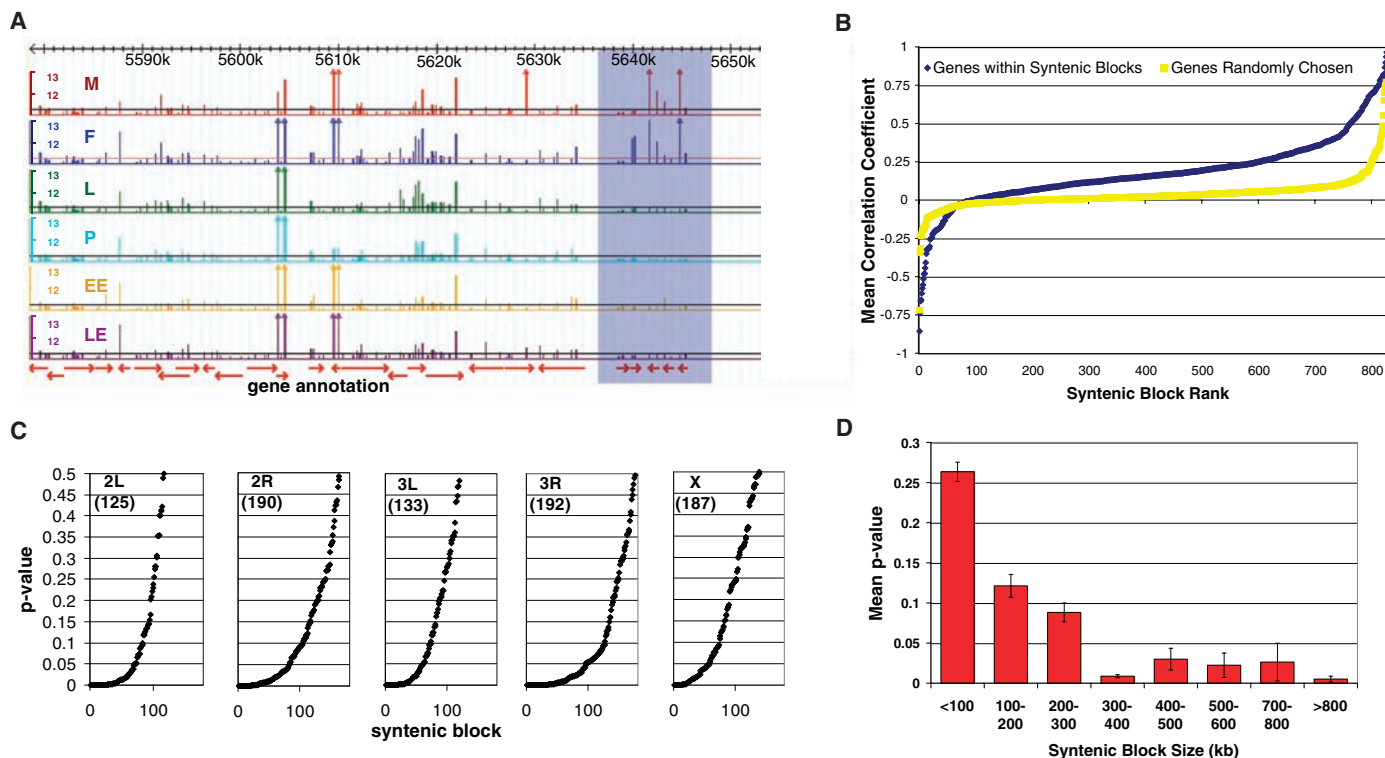 A
5590k 5600k 5610k 5620k 5630k 5640k 5650k
13
12
M
13
12
F
13
12
L
13
12
P
13
12
EE
13
12
LE
gene annotation
B
Genes within Syntenic Blocks
Genes Randomly Chosen
Mean Correlation Coefficient
1
0.75
0.5
0.25
0
-0.25
-0.5
-0.75
-1
0 100 200 300 400 500 600 700 800
Syntenic Block Rank
C
p-value
0.5
0.45
0.4
0.35
0.3
0.25
0.2
0.15
0.1
0.05
0
2L
(125)
2R
(190)
3L
(133)
3R
(192)
X
(187)
0 100
0 100
0 100
0 100
0 100
syntenic block
D
Mean p-value
0.3
0.25
0.2
0.15
0.1
0.05
0
<100
100-
200
200-
300
300-
400
400-
500
500-
600
700-
800
>800
Syntenic Block Size (kb)